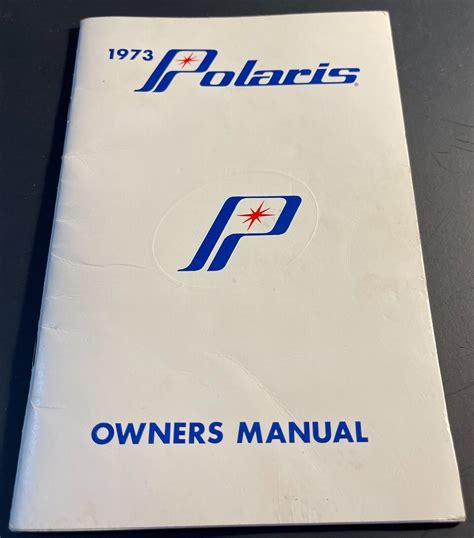 1973 Polaris®
P
OWNERS MANUAL